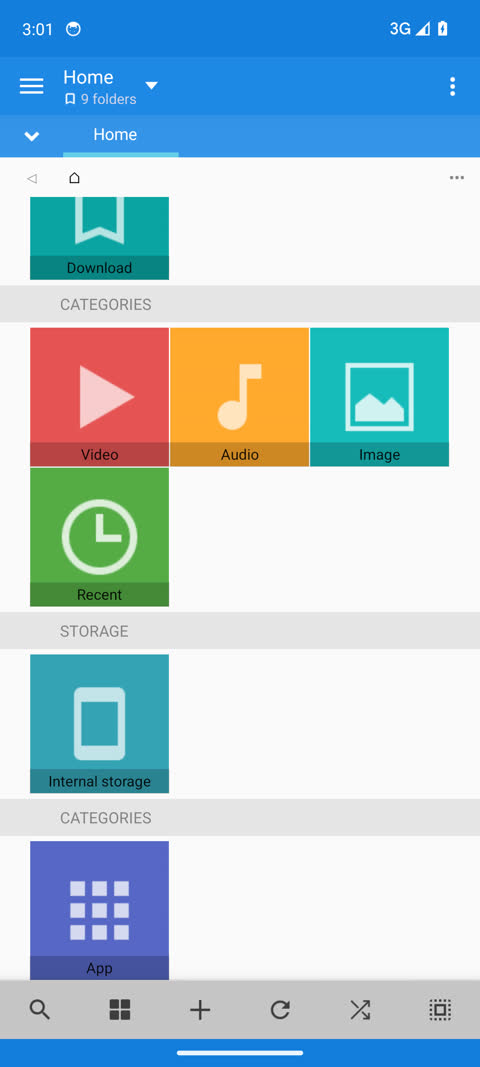 3:01
3G
Home
9 folders
Home
Download
CATEGORIES
Video
Audio
Image
Recent
STORAGE
Internal storage
CATEGORIES
App